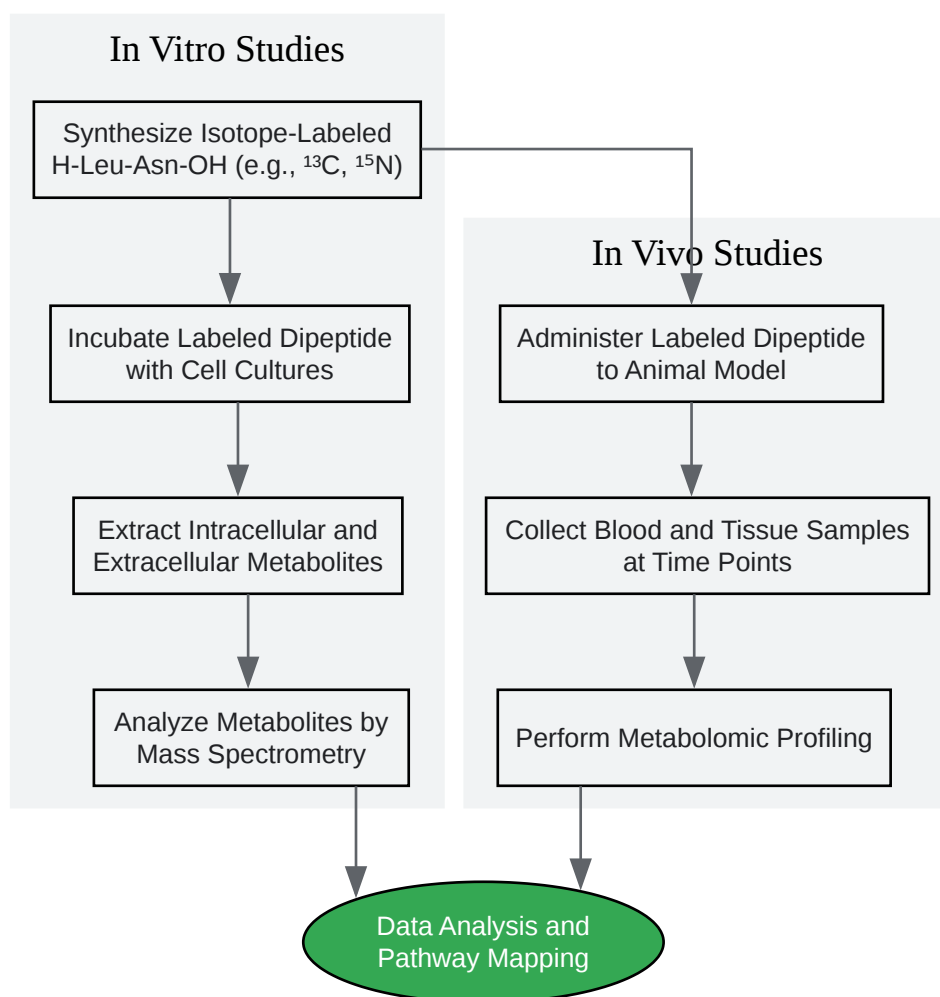 In Vitro Studies
Synthesize Isotope-Labeled
H-Leu-Asn-OH (e.g., ¹³C, ¹⁵N)
Incubate Labeled Dipeptide
with Cell Cultures
Extract Intracellular and
Extracellular Metabolites
Analyze Metabolites by
Mass Spectrometry
In Vivo Studies
Administer Labeled Dipeptide
to Animal Model
Collect Blood and Tissue Samples
at Time Points
Perform Metabolomic Profiling
Data Analysis and
Pathway Mapping